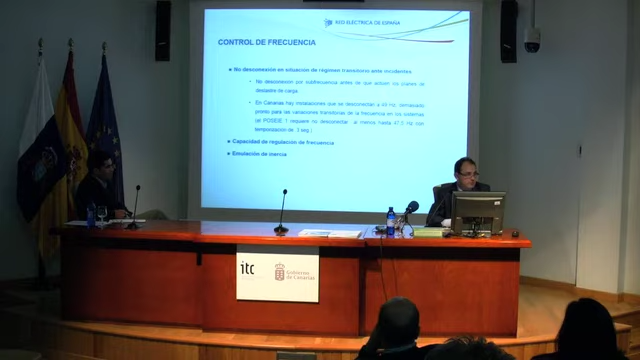 RED ELÉCTRICA DE ESPAÑA
CONTROL DE FRECUENCIA
No desconexión en situación de régimen transitorio ante incidentes
No desconexión por subfrecuencia antes de que actúen los planes de
deslastre de carga.
En Canarias hay instalaciones que se desconectan a 49 Hz, demasiado
pronto para las variaciones transitorias de la frecuencia en los sistemas
(el POSEIE 1 requiere no desconectar al menos hasta 47,5 Hz con
temporización de 3 seg.)
Capacidad de regulación de frecuencia
Emulación de inercia
itc
Gobierno
de Canarias